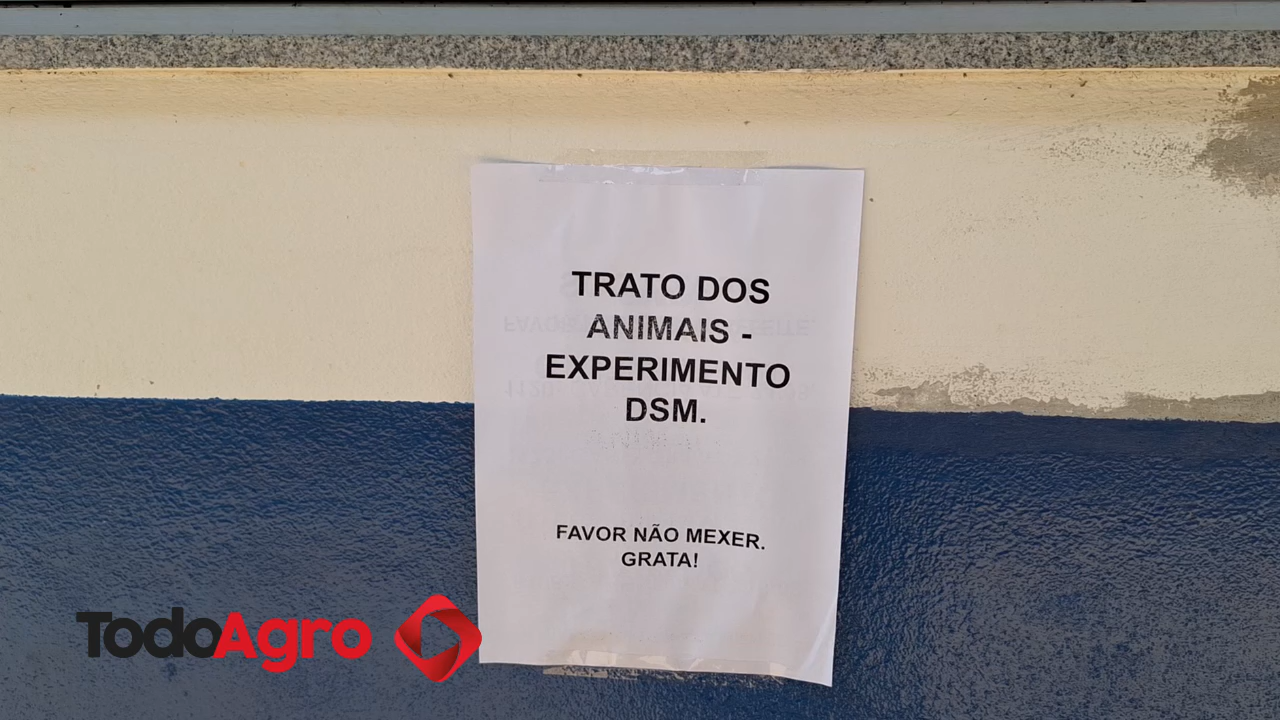 TRATO DOS
ANIMAIS -
EXPERIMENTO
DSM.
FAVOR NÃO MEXER.
GRATA!
TodoAgro